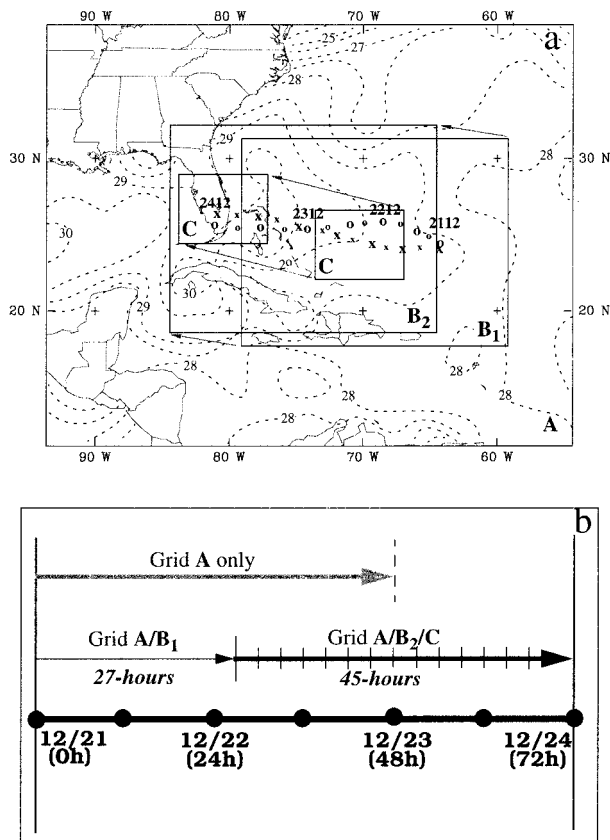 90 W 80 W 70 W 60 W
a
25
27
28
29
28
30 N 30 N
29
2412 2312 2212 2112
C
C
30
29
30
20 N 20 N
B2
B1
28
28
28
28
28
A
90 W 80 W 70 W 60 W
b
Grid A only
Grid A/B1 Grid A/B2/C
27-hours 45-hours
12/21 12/22 12/23 12/24
(0h) (24h) (48h) (72h)